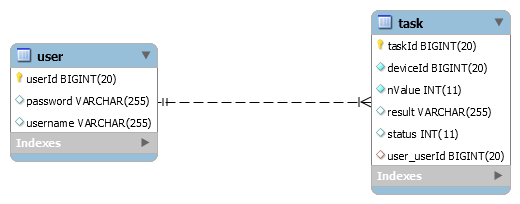 user
userId BIGINT(20)
password VARCHAR(255)
username VARCHAR(255)
Indexes
task
taskId BIGINT(20)
deviceId BIGINT(20)
nValue INT(11)
result VARCHAR(255)
status INT(11)
user_userId BIGINT(20)
Indexes